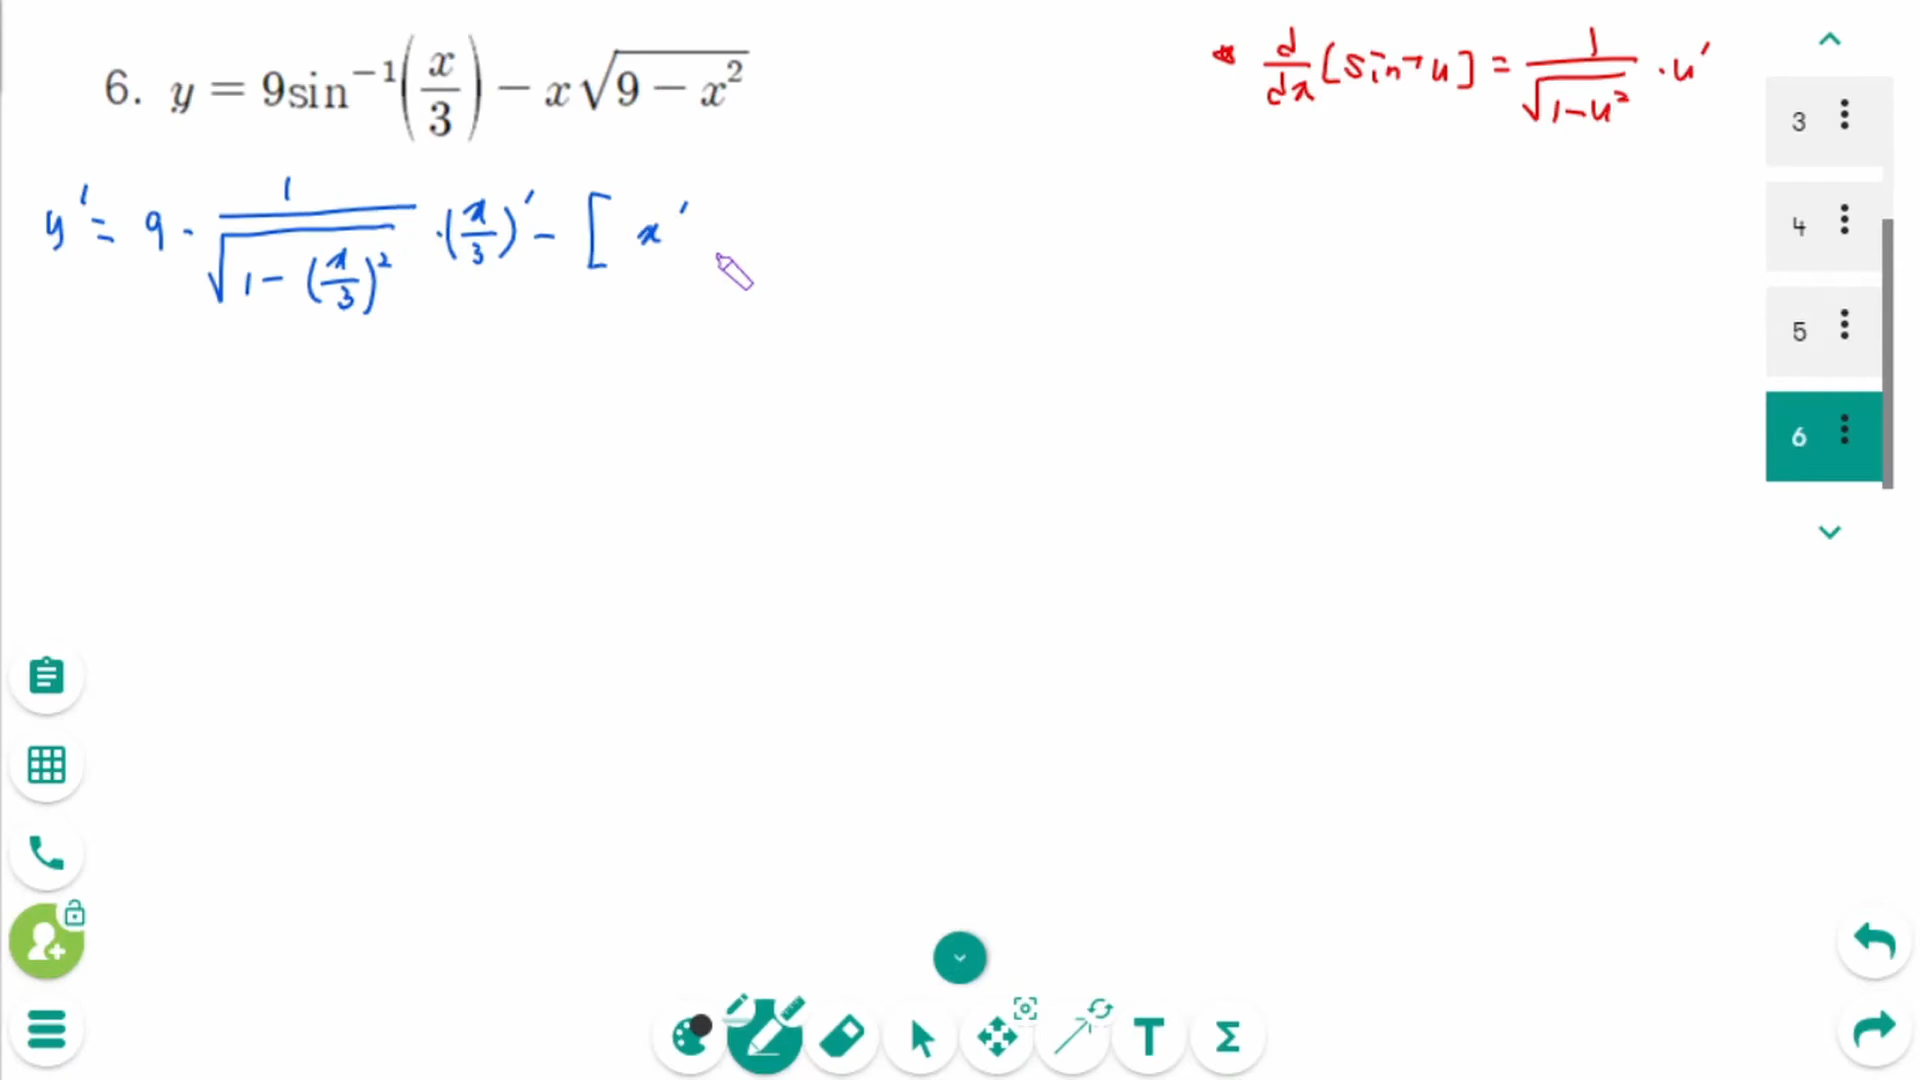 6. y = 9sin⁻¹(x/3) − x√(9 − x²)
* d/dx [sin⁻¹u] = 1/√(1−u²) · u′
y′ = 9 · 1/√(1−(x/3)²) · (x/3)′ − [ x′
3
4
5
6
T
Σ